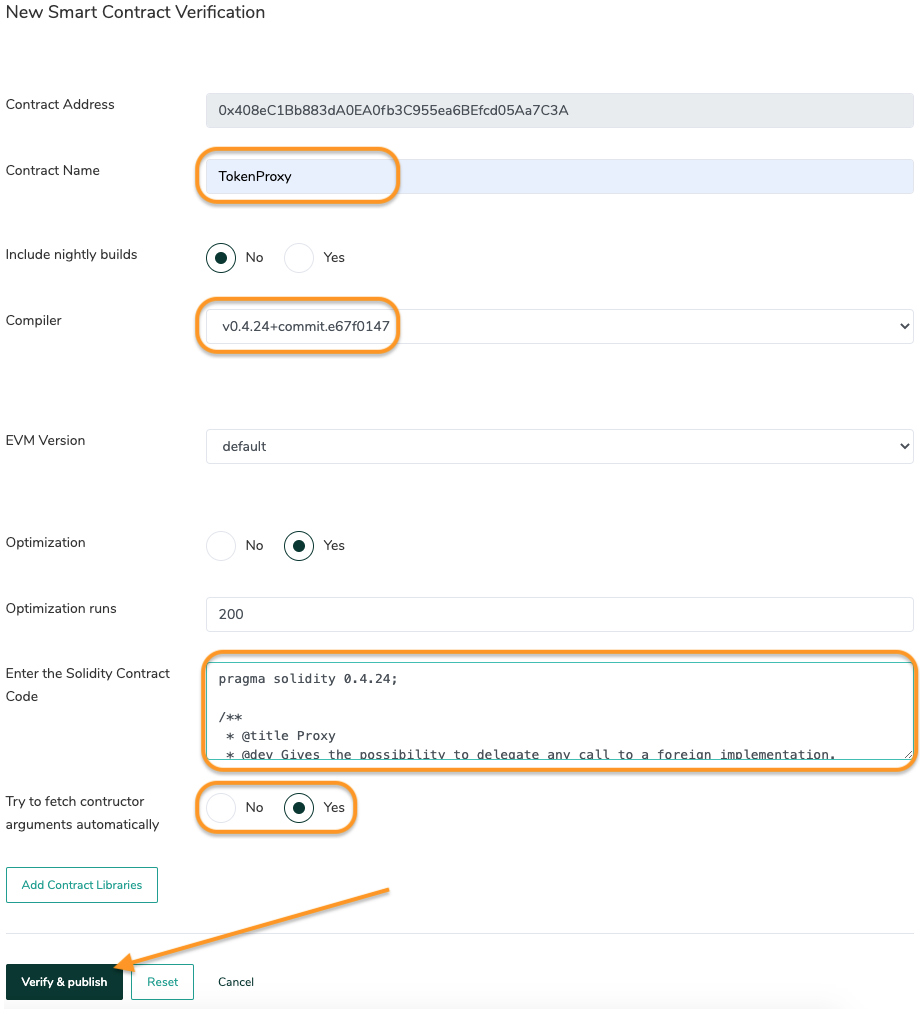 New Smart Contract Verification
Contract Address
0x408eC1Bb883dA0EA0fb3C955ea6BEfcd05Aa7C3A
Contract Name
TokenProxy
Include nightly builds
No Yes
Compiler
v0.4.24+commit.e67f0147
EVM Version
default
Optimization
No Yes
Optimization runs
200
Enter the Solidity Contract
Code
pragma solidity 0.4.24;
/**
* @title Proxy
* @dev Gives the possibility to delegate any call to a foreign implementation.
Try to fetch contructor
arguments automatically
No Yes
Add Contract Libraries
Verify & publish
Reset
Cancel